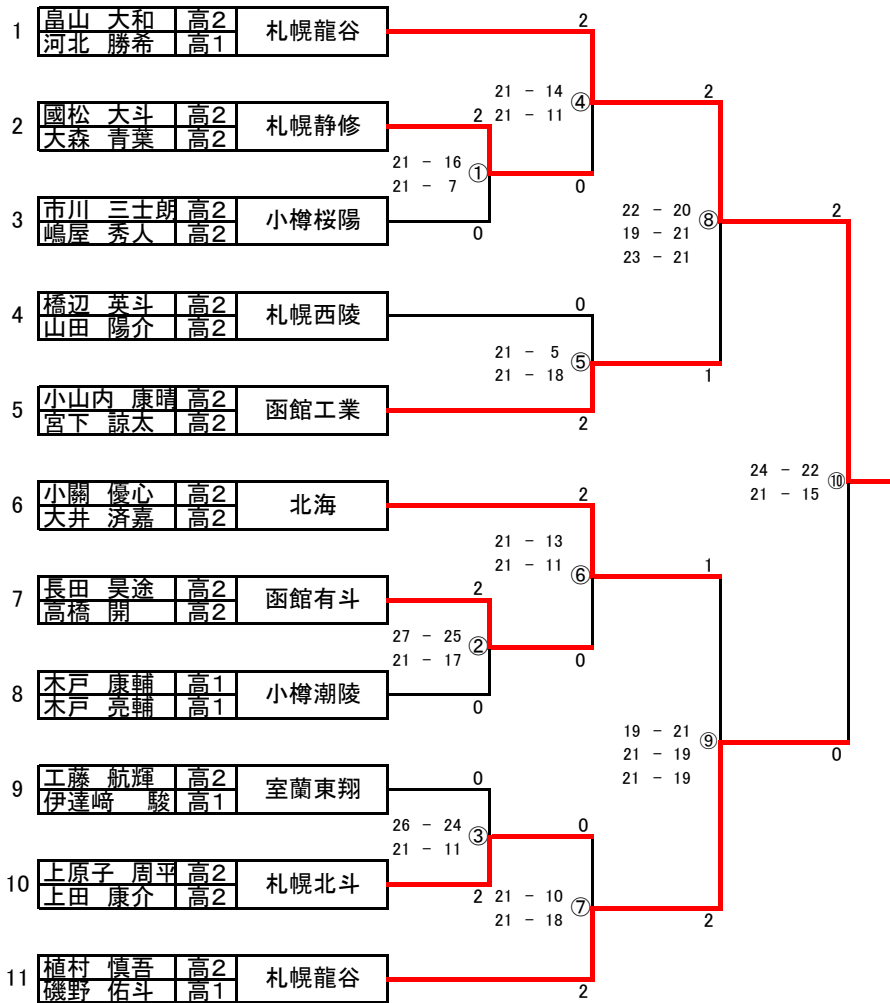 1 畠山 大和 高2 札幌龍谷
河北 勝希 高1
2
21 - 14
21 - 11
④
2
2 國松 大斗 高2 札幌静修
大森 青葉 高2
2
21 - 16
21 - 7
①
0
3 市川 三士朗 高2 小樽桜陽
嶋屋 秀人 高2
0
22 - 20
19 - 21
23 - 21
⑧
2
4 橋辺 英斗 高2 札幌西陵
山田 陽介 高2
0
21 - 5
21 - 18
⑤
1
5 小山内 康晴 高2 函館工業
宮下 諒太 高2
2
24 - 22
21 - 15
⑩
6 小關 優心 高2 北海
大井 済嘉 高2
2
21 - 13
21 - 11
⑥
1
7 長田 昊途 高2 函館有斗
高橋 開 高2
2
27 - 25
21 - 17
②
0
8 木戸 康輔 高1 小樽潮陵
木戸 亮輔 高1
0
19 - 21
21 - 19
21 - 19
⑨
0
9 工藤 航輝 高2 室蘭東翔
伊達﨑 駿 高1
0
26 - 24
21 - 11
③
0
10 上原子 周平 高2 札幌北斗
上田 康介 高2
2
21 - 10
21 - 18
⑦
2
11 植村 慎吾 高2 札幌龍谷
磯野 佑斗 高1
2